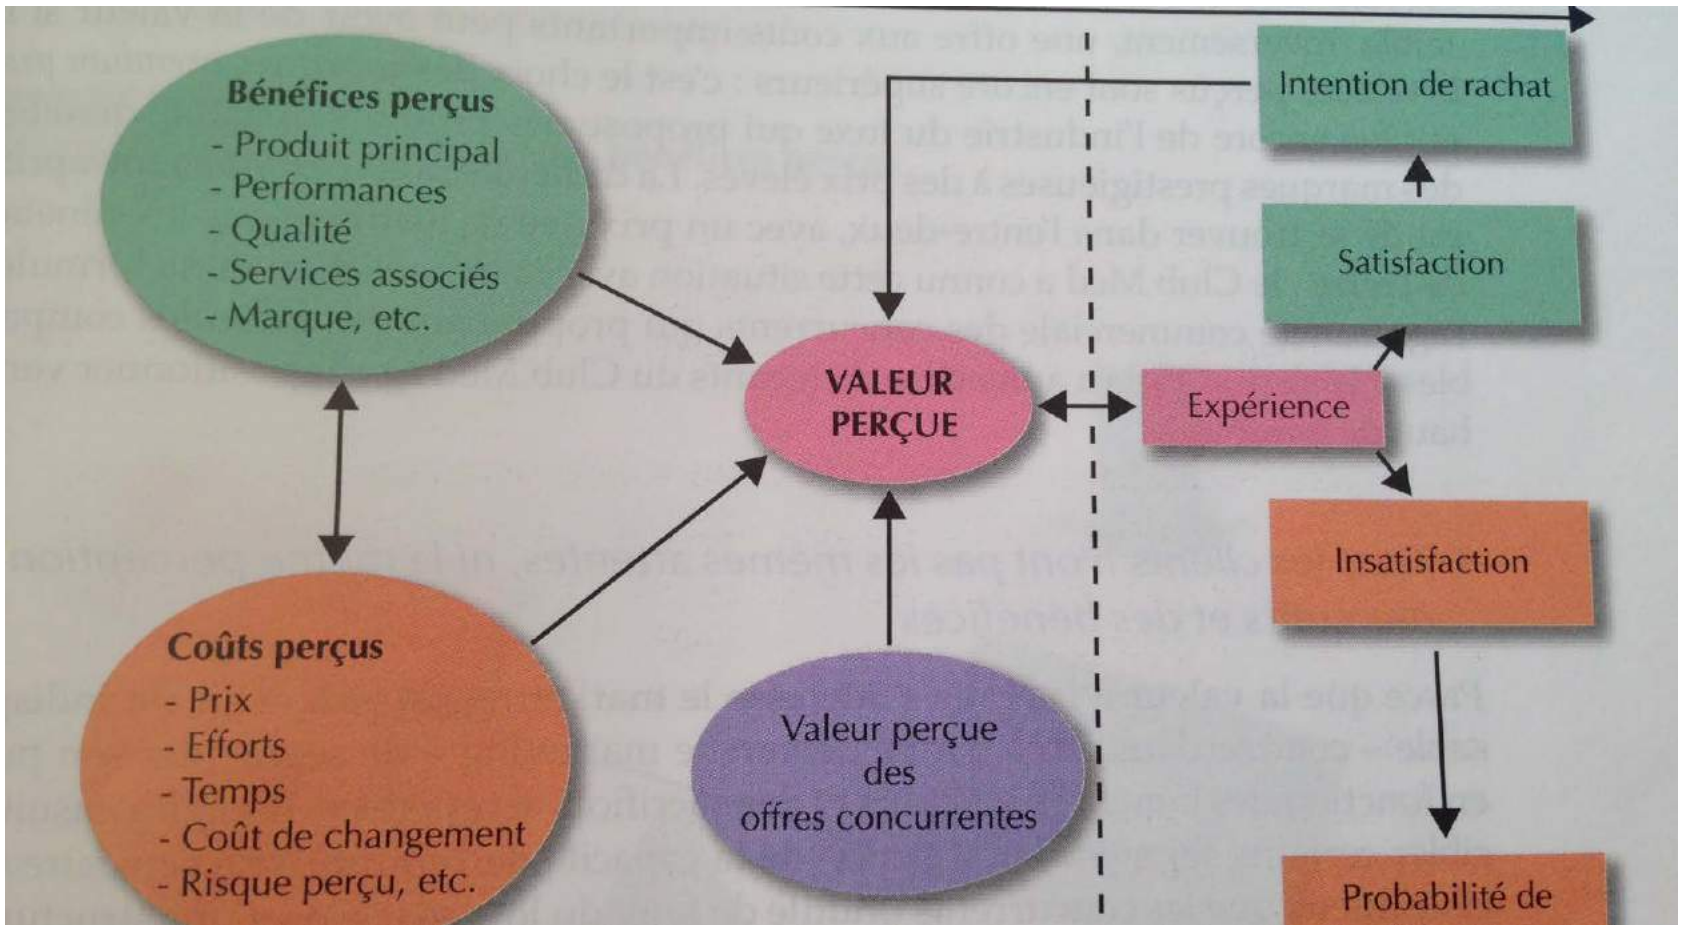 Bénéfices perçus
- Produit principal
- Performances
- Qualité
- Services associés
- Marque, etc.
Coûts perçus
- Prix
- Efforts
- Temps
- Coût de changement
- Risque perçu, etc.
VALEUR
PERÇUE
Valeur perçue
des
offres concurrentes
Intention de rachat
Satisfaction
Expérience
Insatisfaction
Probabilité de